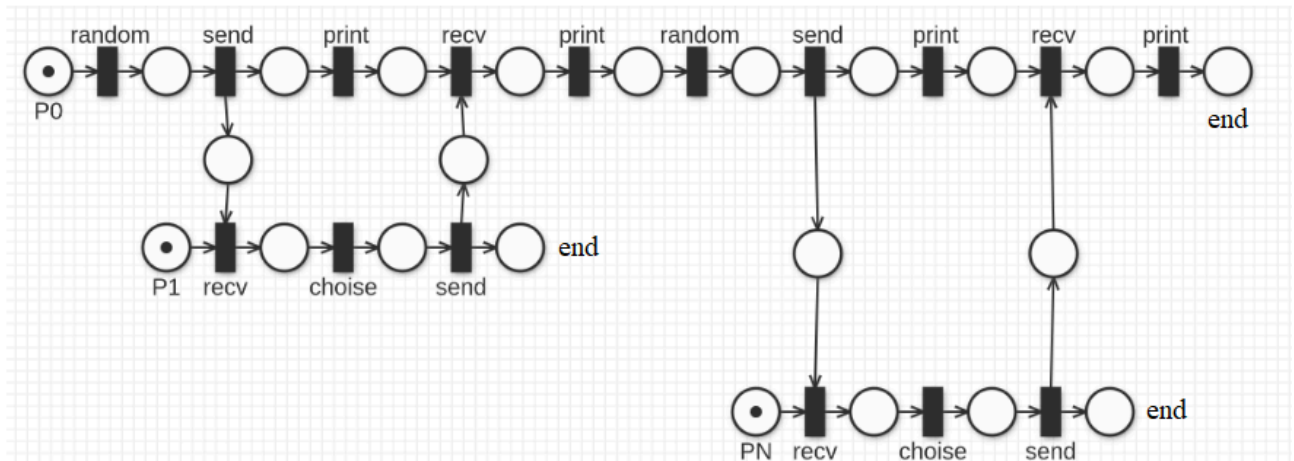 random send print recv print random send print recv print
P0
end
P1 recv choise send end
PN recv choise send end